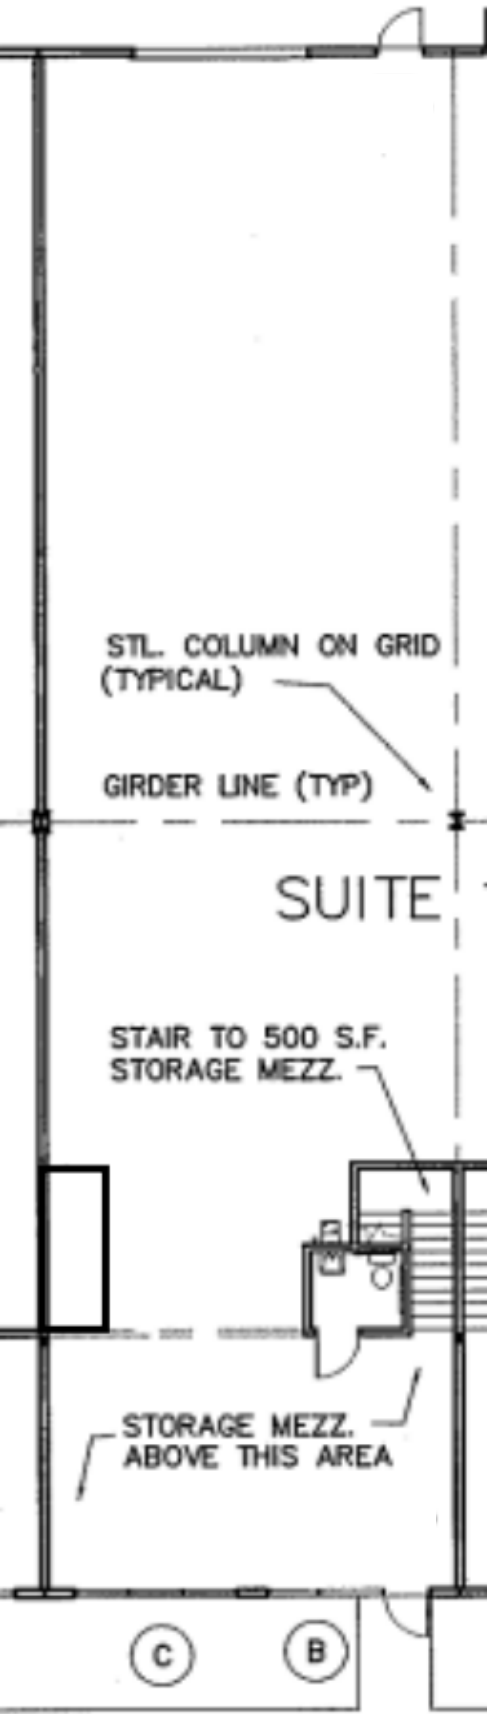 STL. COLUMN ON GRID
(TYPICAL)
GIRDER LINE (TYP)
SUITE
STAIR TO 500 S.F.
STORAGE MEZZ.
STORAGE MEZZ.
ABOVE THIS AREA
C
B